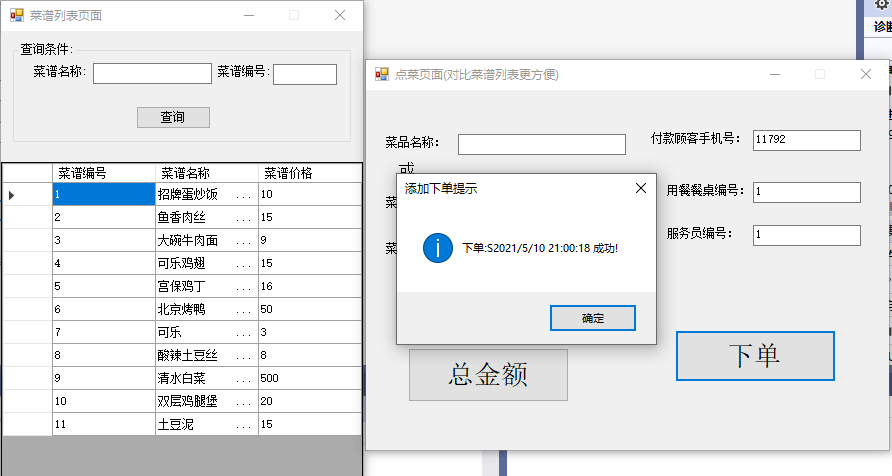 菜谱列表页面
查询条件:
菜谱名称:
菜谱编号:
查询
菜谱编号 菜谱名称 菜谱价格
1 招牌蛋炒饭 ... 10
2 鱼香肉丝 ... 15
3 大碗牛肉面 ... 9
4 可乐鸡翅 ... 15
5 宫保鸡丁 ... 16
6 北京烤鸭 ... 50
7 可乐 ... 3
8 酸辣土豆丝 ... 8
9 清水白菜 ... 500
10 双层鸡腿堡 ... 20
11 土豆泥 ... 15
点菜页面(对比菜谱列表更方便)
菜品名称:
或
菜
菜
付款顾客手机号: 11792
用餐餐桌编号: 1
服务员编号: 1
添加下单提示
下单:S2021/5/10 21:00:18 成功!
确定
总金额
下单
诊断